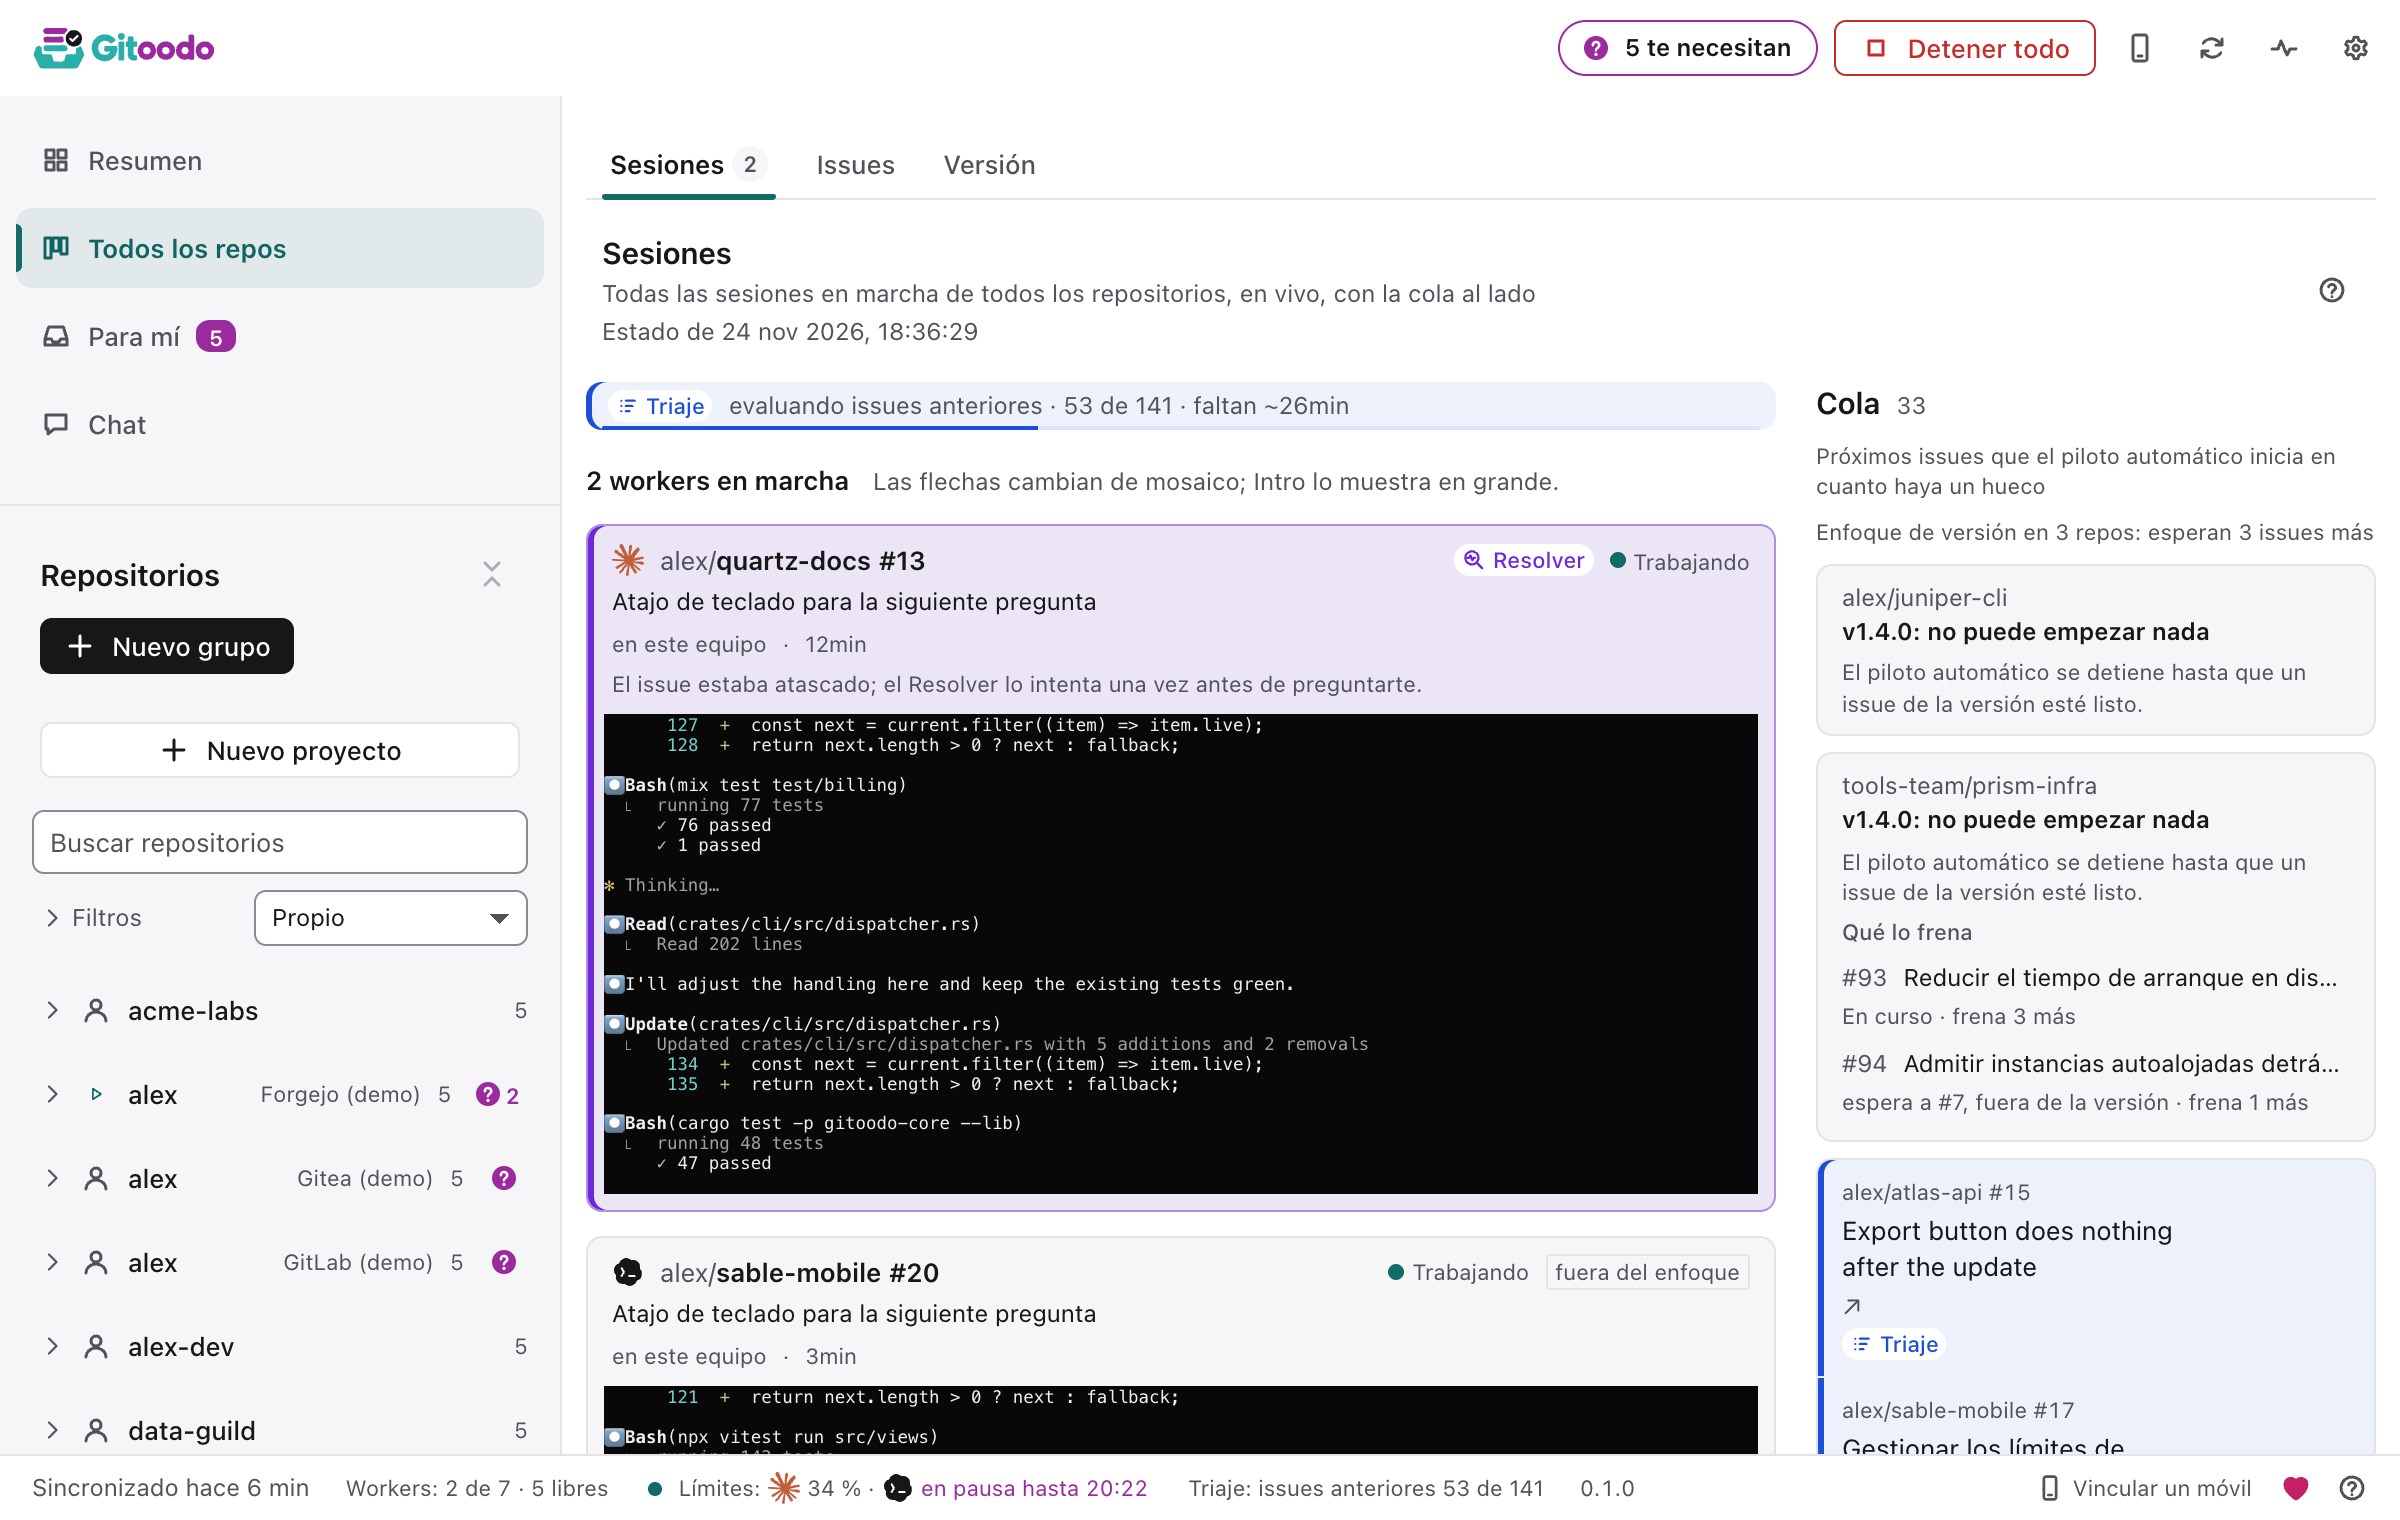 Gitoodo
5 te necesitan
Detener todo
Resumen
Todos los repos
Para mí 5
Chat
Repositorios
Nuevo grupo
Nuevo proyecto
Buscar repositorios
Filtros
Propio
acme-labs 5
alex Forgejo (demo) 5 2
alex Gitea (demo) 5
alex GitLab (demo) 5
alex-dev 5
data-guild 5
Sesiones 2
Issues
Versión
Sesiones
Todas las sesiones en marcha de todos los repositorios, en vivo, con la cola al lado
Estado de 24 nov 2026, 18:36:29
Triaje evaluando issues anteriores · 53 de 141 · faltan ~26min
2 workers en marcha Las flechas cambian de mosaico; Intro lo muestra en grande.
alex/quartz-docs #13 Resolver Trabajando
Atajo de teclado para la siguiente pregunta
en este equipo · 12min
El issue estaba atascado; el Resolver lo intenta una vez antes de preguntarte.
127 + const next = current.filter((item) => item.live);
128 + return next.length > 0 ? next : fallback;
Bash(mix test test/billing)
└ running 77 tests
✓ 76 passed
✓ 1 passed
✻ Thinking…
Read(crates/cli/src/dispatcher.rs)
└ Read 202 lines
I'll adjust the handling here and keep the existing tests green.
Update(crates/cli/src/dispatcher.rs)
└ Updated crates/cli/src/dispatcher.rs with 5 additions and 2 removals
134 + const next = current.filter((item) => item.live);
135 + return next.length > 0 ? next : fallback;
Bash(cargo test -p gitoodo-core --lib)
└ running 48 tests
✓ 47 passed
alex/sable-mobile #20 Trabajando fuera del enfoque
Atajo de teclado para la siguiente pregunta
en este equipo · 3min
121 + return next.length > 0 ? next : fallback;
Bash(npx vitest run src/views)
Cola 33
Próximos issues que el piloto automático inicia en
cuanto haya un hueco
Enfoque de versión en 3 repos: esperan 3 issues más
alex/juniper-cli
v1.4.0: no puede empezar nada
El piloto automático se detiene hasta que un
issue de la versión esté listo.
tools-team/prism-infra
v1.4.0: no puede empezar nada
El piloto automático se detiene hasta que un
issue de la versión esté listo.
Qué lo frena
#93 Reducir el tiempo de arranque en dis...
En curso · frena 3 más
#94 Admitir instancias autoalojadas detrá...
espera a #7, fuera de la versión · frena 1 más
alex/atlas-api #15
Export button does nothing
after the update
Triaje
alex/sable-mobile #17
Gestionar los límites de
Sincronizado hace 6 min
Workers: 2 de 7 · 5 libres
Límites: 34 % · en pausa hasta 20:22
Triaje: issues anteriores 53 de 141
0.1.0
Vincular un móvil